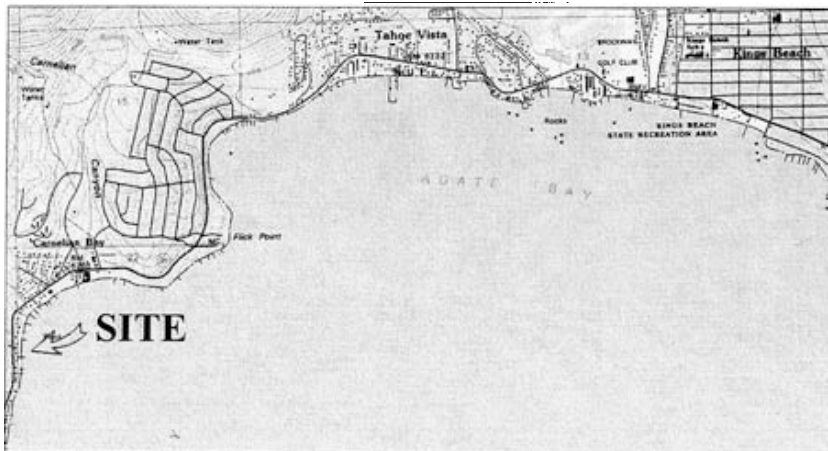 Tahoe Vista
Water Tank
BROCKWAY
GOLF CLUB
Kings Beach
Carnelian
Water
Tanks
Rocks
KINGS BEACH
STATE RECREATION AREA
AGATE BAY
Carnelian Bay
Flick Point
SITE